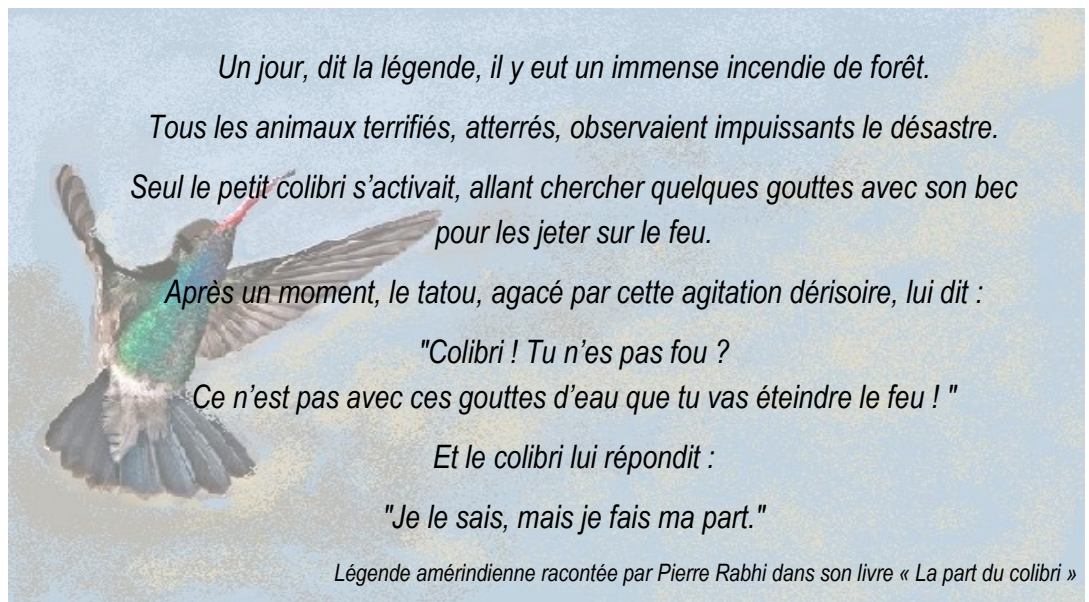 Un jour, dit la légende, il y eut un immense incendie de forêt.
Tous les animaux terrifiés, atterrés, observaient impuissants le désastre.
Seul le petit colibri s’activait, allant chercher quelques gouttes avec son bec
pour les jeter sur le feu.
Après un moment, le tatou, agacé par cette agitation dérisoire, lui dit :
"Colibri ! Tu n’es pas fou ?
Ce n’est pas avec ces gouttes d’eau que tu vas éteindre le feu ! "
Et le colibri lui répondit :
"Je le sais, mais je fais ma part."
Légende amérindienne racontée par Pierre Rabhi dans son livre « La part du colibri »